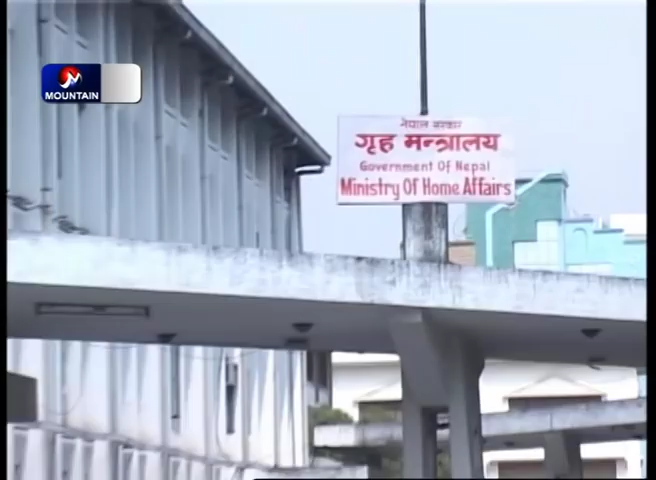 MOUNTAIN
नेपाल सरकार
गृह मन्त्रालय
Government Of Nepal
Ministry Of Home Affairs